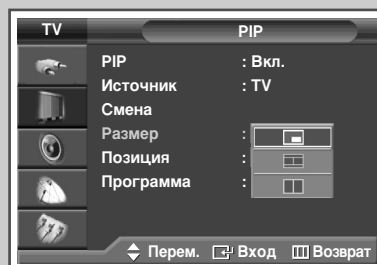 TV PIP
PIP : Вкл.
Источник : TV
Смена
Размер :
Позиция :
Программа :
Перем. Вход Возврат